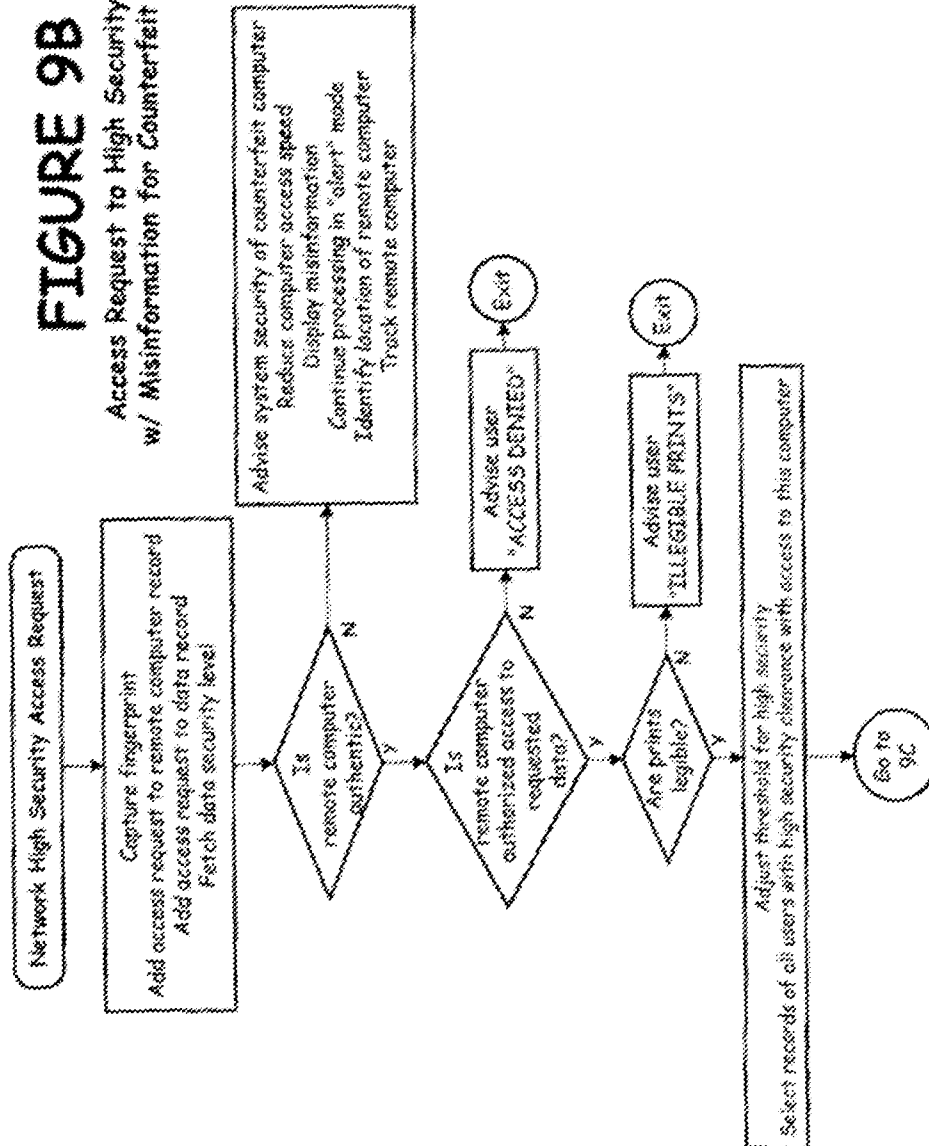 FIGURE 9B
Access Request to High Security
w/ Misinformation for Counterfeit
Network High Security Access Request
Capture fingerprint
Add access request to remote computer record
Add access request to data record
Fetch data security level
Is
remote computer
authentic?
N
Y
Advise system security of counterfeit computer
Reduce computer access speed
Display misinformation
Continue processing in "alert" mode
Identify location of remote computer
Track remote computer
Is
remote computer
authorized access to
requested
data?
N
Y
Advise user
"ACCESS DENIED"
Exit
Are prints
legible?
N
Y
Advise user
"ILLEGIBLE PRINTS"
Exit
Adjust threshold for high security
Select records of all users with high security clearance with access to this computer
Go to
9C